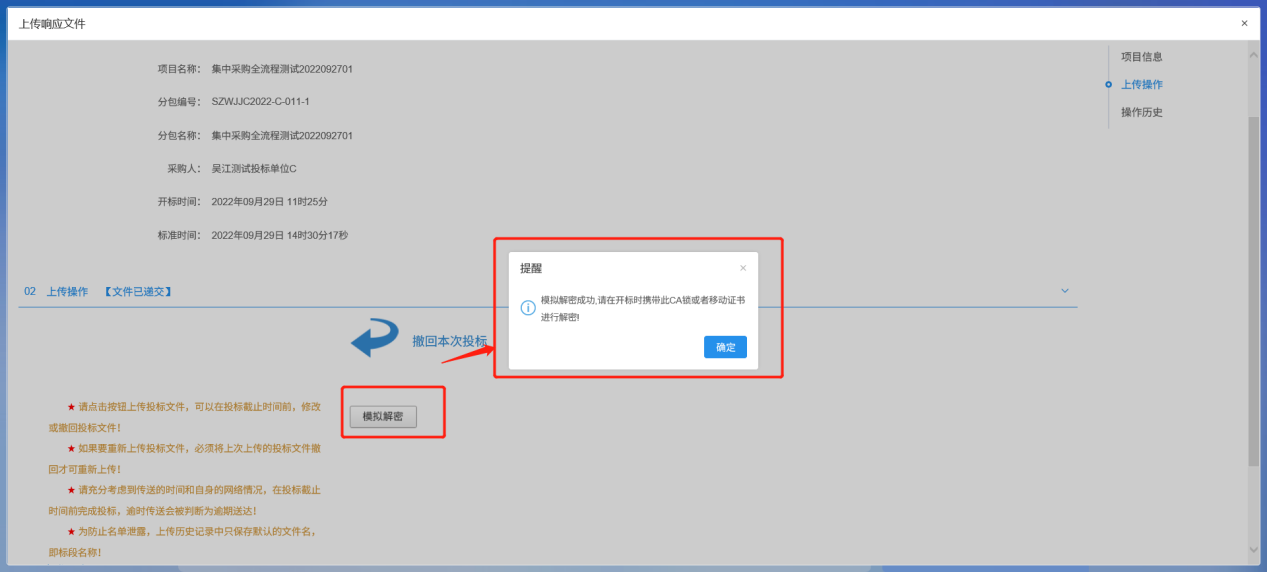 上传响应文件
×
项目名称： 集中采购全流程测试2022092701
分包编号： SZWJJC2022-C-011-1
分包名称： 集中采购全流程测试2022092701
采购人： 吴江测试投标单位C
开标时间： 2022年09月29日 11时25分
标准时间： 2022年09月29日 14时30分17秒
项目信息
上传操作
操作历史
02 上传操作 【文件已递交】
撤回本次投标
提醒
×
模拟解密成功,请在开标时携带此CA锁或者移动证书
进行解密!
确定
模拟解密
★ 请点击按钮上传投标文件，可以在投标截止时间前，修改
或撤回投标文件！
★ 如果要重新上传投标文件，必须将上次上传的投标文件撤
回才可重新上传！
★ 请充分考虑到传送的时间和自身的网络情况，在投标截止
时间前完成投标，逾时传送会被判断为逾期送达！
★ 为防止名单泄露，上传历史记录中只保存默认的文件名，
即标段名称！